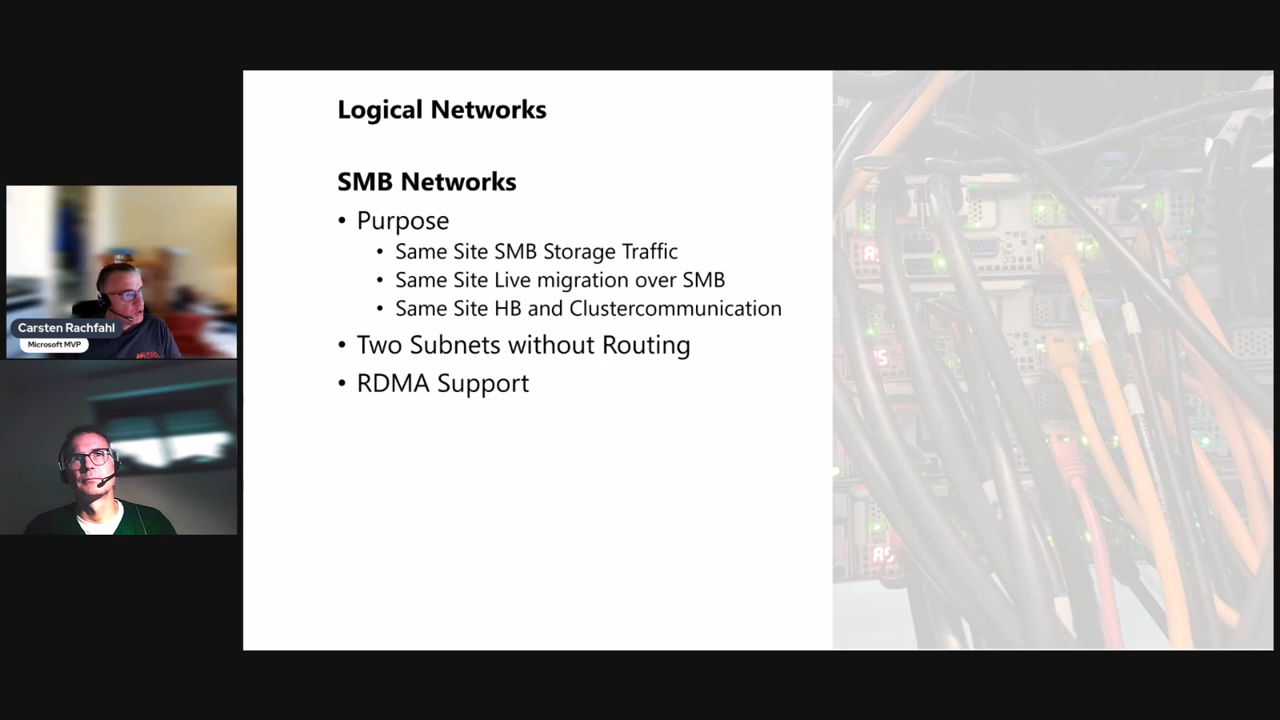 Logical Networks
SMB Networks
• Purpose
• Same Site SMB Storage Traffic
• Same Site Live migration over SMB
• Same Site HB and Clustercommunication
• Two Subnets without Routing
• RDMA Support
Carsten Rachfahl
Microsoft MVP